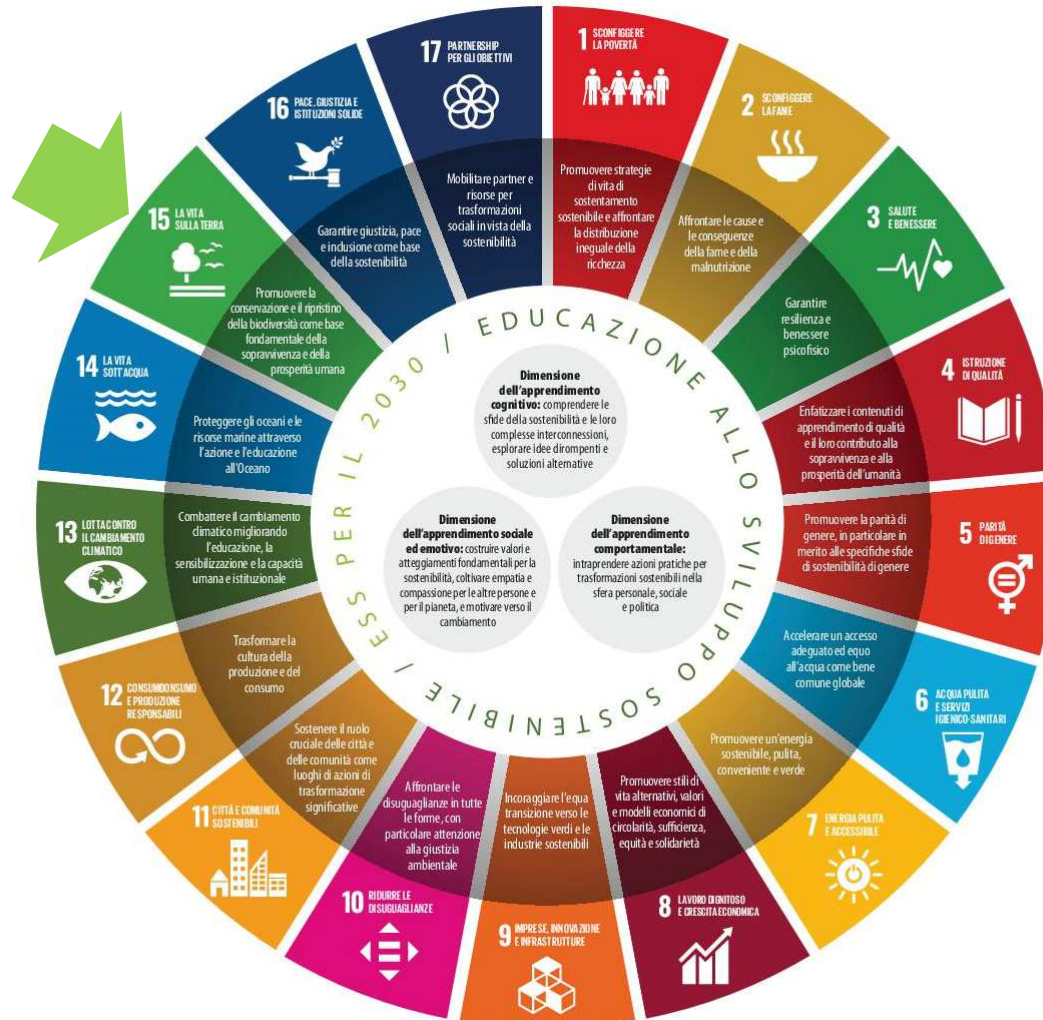 1 SCONFIGGERE
LA POVERTÀ
Promuovere strategie
di vita di
sostentamento
sostenibile e affrontare
la distribuzione
ineguale della
ricchezza
2 SCONFIGGERE
LA FAME
Affrontare le cause e
le conseguenze
della fame e della
malnutrizione
3 SALUTE
E BENESSERE
Garantire
resilienza e
benessere
psicofisico
4 ISTRUZIONE
DI QUALITÀ
Enfatizzare i contenuti di
apprendimento di qualità
e il loro contributo alla
sopravvivenza e alla
prosperità dell'umanità
5 PARITÀ
DI GENERE
Promuovere la parità di
genere, in particolare in
merito alle specifiche sfide
di sostenibilità di genere
6 ACQUA PULITA
E SERVIZI
IGIENICO-SANITARI
Accelerare un accesso
adeguato ed equo
all'acqua come bene
comune globale
7 ENERGIA PULITA
E ACCESSIBILE
Promuovere un'energia
sostenibile, pulita,
conveniente e verde
8 LAVORO DIGNITOSO
E CRESCITA ECONOMICA
Promuovere stili di
vita alternativi, valori
e modelli economici di
circolarità, sufficienza,
equità e solidarietà
9 IMPRESE, INNOVAZIONE
E INFRASTRUTTURE
Incoraggiare l'equa
transizione verso le
tecnologie verdi e le
industrie sostenibili
10 RIDURRE LE
DISUGUAGLIANZE
Affrontare le
disuguaglianze in tutte
le forme, con
particolare attenzione
alla giustizia
ambientale
11 CITTÀ E COMUNITÀ
SOSTENIBILI
Sostenere il ruolo
cruciale delle città e
delle comunità come
luoghi di azioni di
trasformazione
significative
12 CONSUMOONSUMO
E PRODUZIONE
RESPONSABILI
Trasformare la
cultura della
produzione e del
consumo
13 LOTTA CONTRO
IL CAMBIAMENTO
CLIMATICO
Combattere il cambiamento
climatico migliorando
l'educazione, la
sensibilizzazione e la capacità
umana e istituzionale
14 LA VITA
SOTT'ACQUA
Proteggere gli oceani e le
risorse marine attraverso
l'azione e l'educazione
all'Oceano
15 LA VITA
SULLA TERRA
Promuovere la
conservazione e il ripristino
della biodiversità come base
fondamentale della
sopravvivenza e della
prosperità umana
16 PACE, GIUSTIZIA E
ISTITUZIONI SOLIDE
Garantire giustizia, pace
e inclusione come base
della sostenibilità
17 PARTNERSHIP
PER GLI OBIETTIVI
Mobilitare partner e
risorse per
trasformazioni
sociali in vista della
sostenibilità
/ EDUCAZIONE ALLO SVILUPPO SOSTENIBILE / ESS PER IL 2030
Dimensione
dell'apprendimento
cognitivo: comprendere le
sfide della sostenibilità e le loro
complesse interconnessioni,
esplorare idee dirompenti e
soluzioni alternative
Dimensione
dell'apprendimento sociale
ed emotivo: costruire valori e
atteggiamenti fondamentali per la
sostenibilità, coltivare empatia e
compassione per le altre persone e
per il pianeta, e motivare verso il
cambiamento
Dimensione
dell'apprendimento
comportamentale:
intraprendere azioni pratiche per
trasformazioni sostenibili nella
sfera personale, sociale
e politica